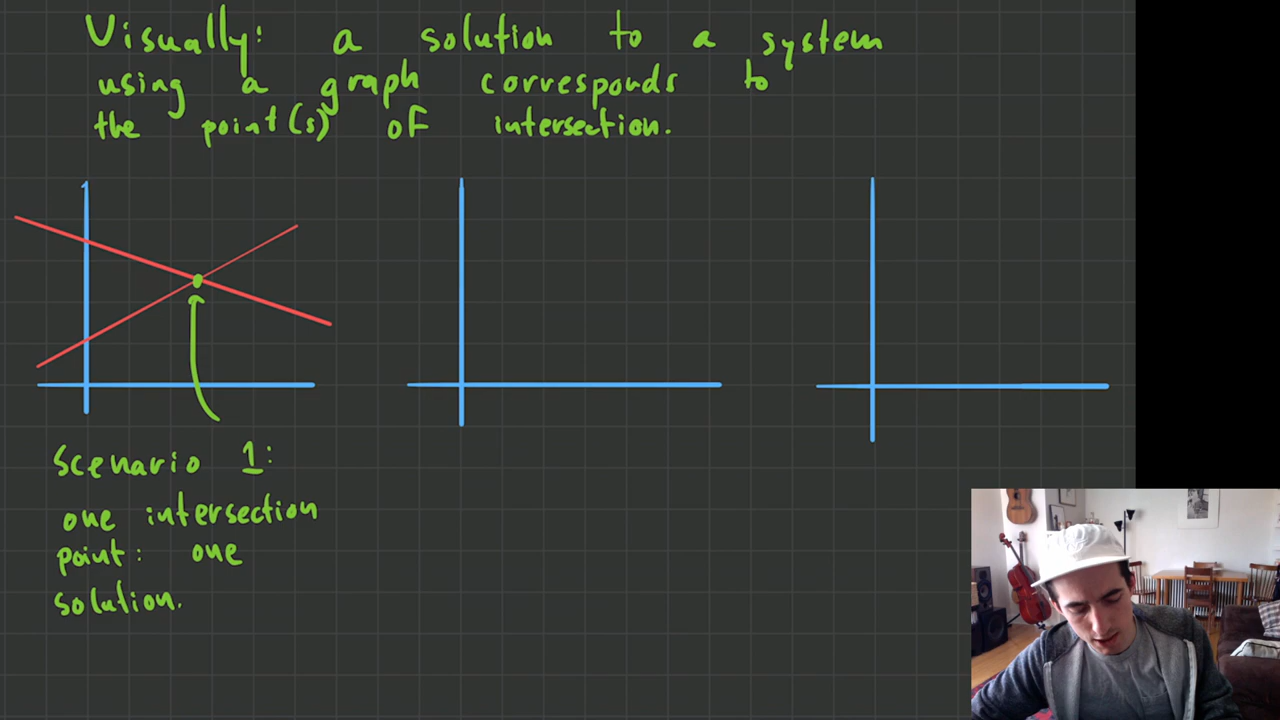 Visually: a solution to a system
using a graph corresponds to
the point(s) of intersection.
Scenario 1:
one intersection
point: one
solution.